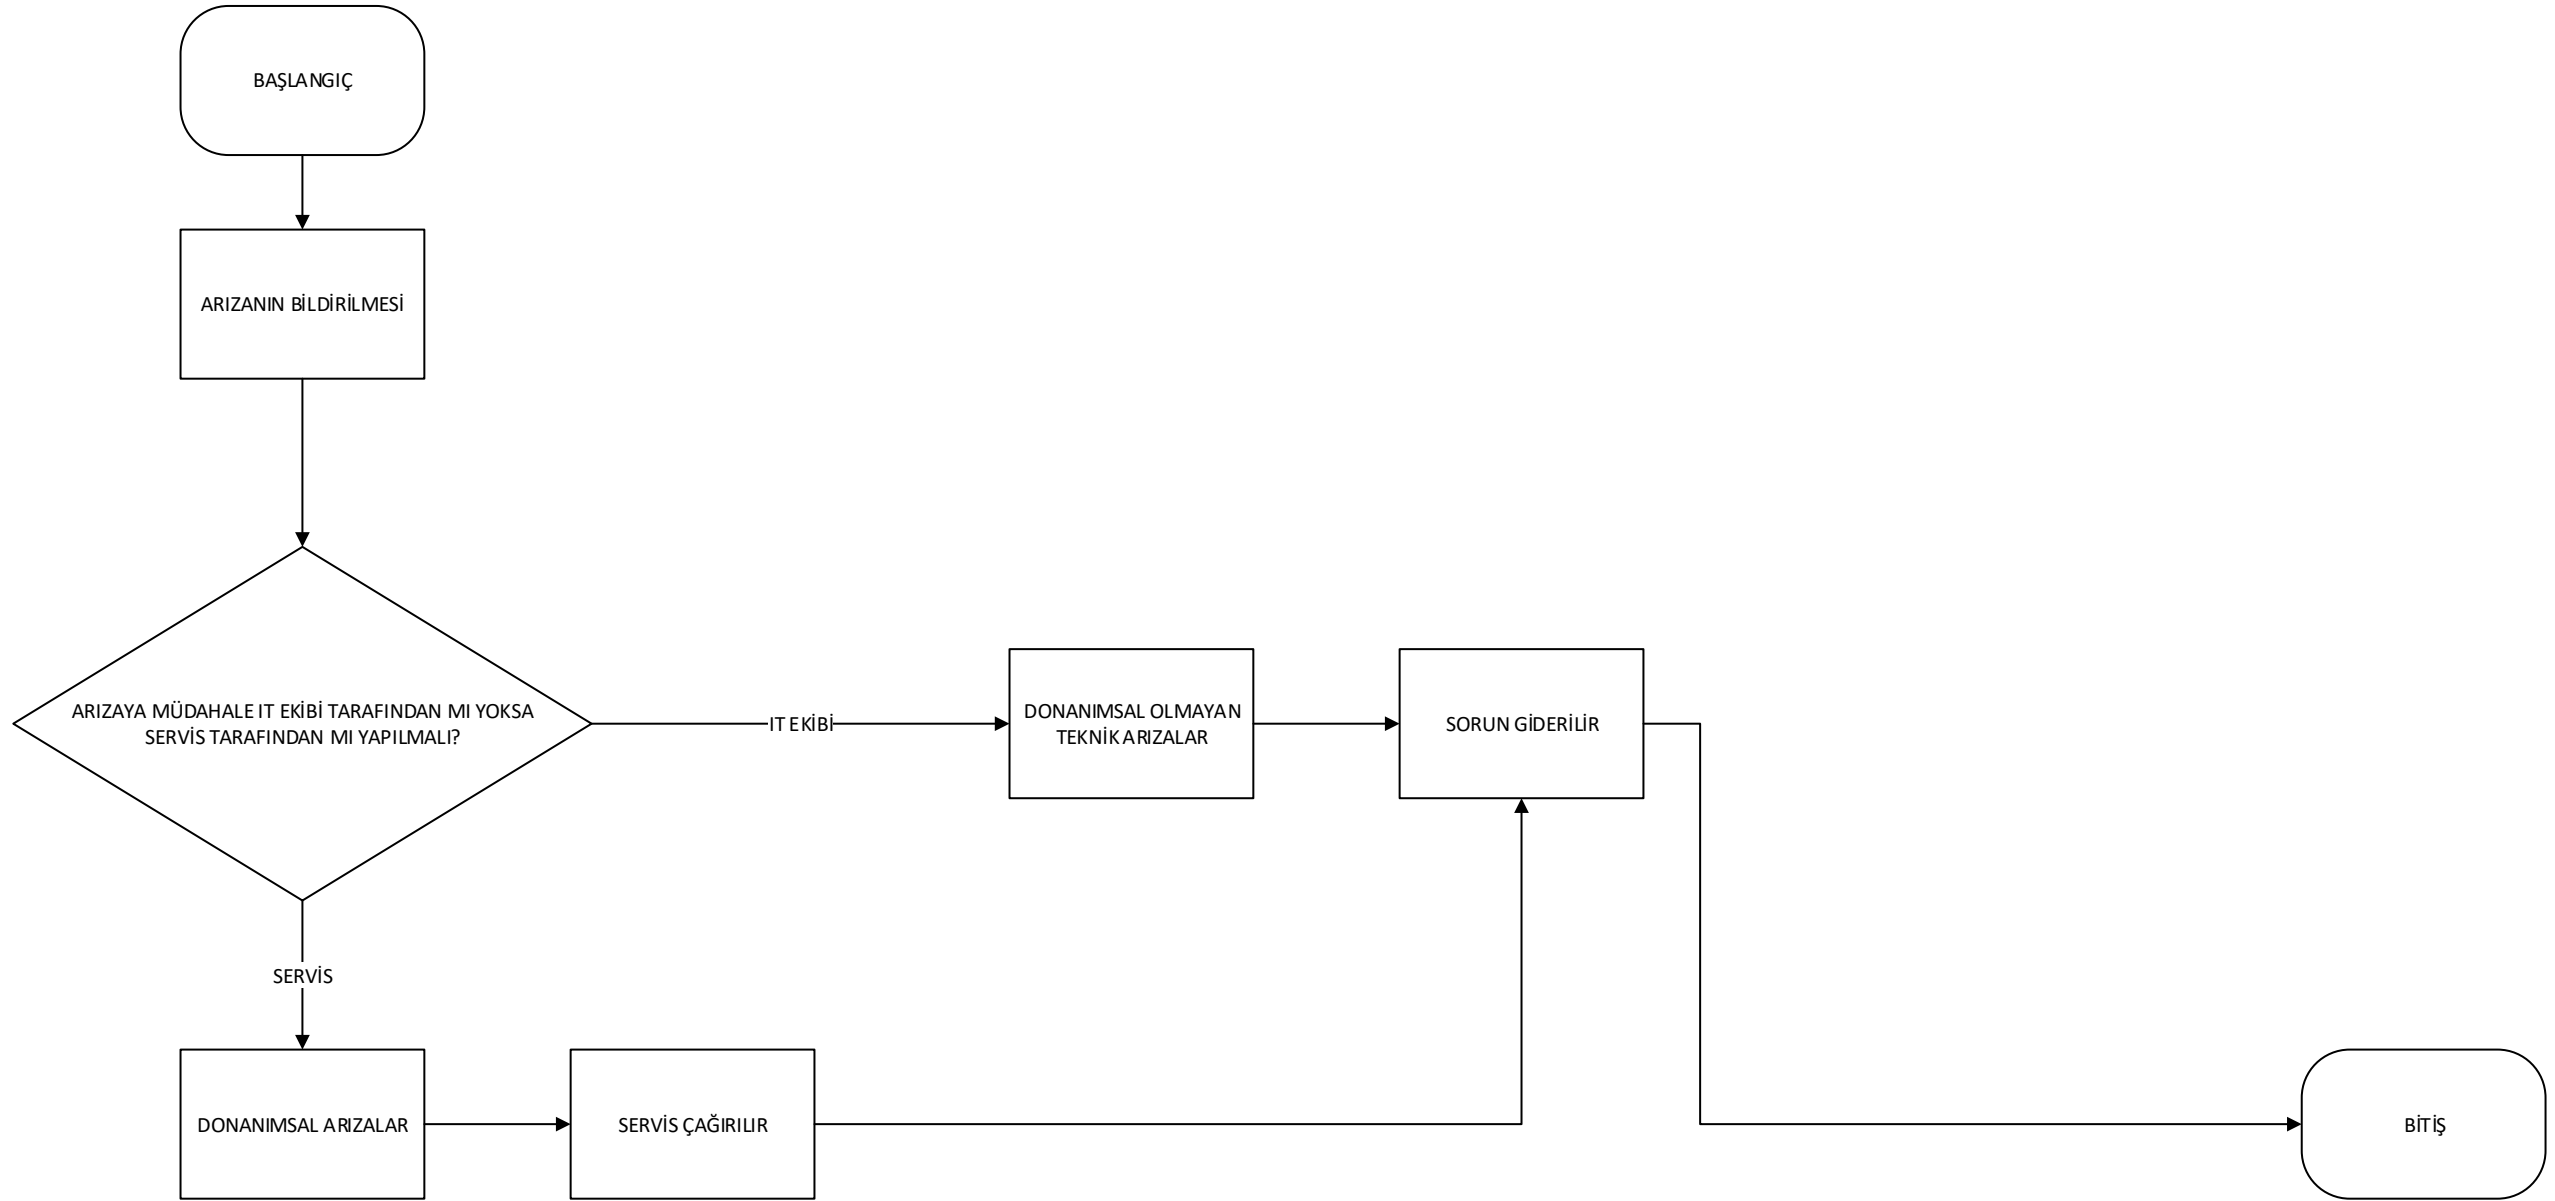 BAŞLANGIÇ
ARIZANIN BİLDİRİLMESİ
ARIZAYA MÜDAHALE IT EKİBİ TARAFINDAN MI YOKSA
SERVİS TARAFINDAN MI YAPILMALI?
IT EKİBİ
DONANIMSAL OLMAYAN
TEKNİK ARIZALAR
SORUN GİDERİLİR
SERVİS
DONANIMSAL ARIZALAR
SERVİS ÇAĞIRILIR
BİTİŞ